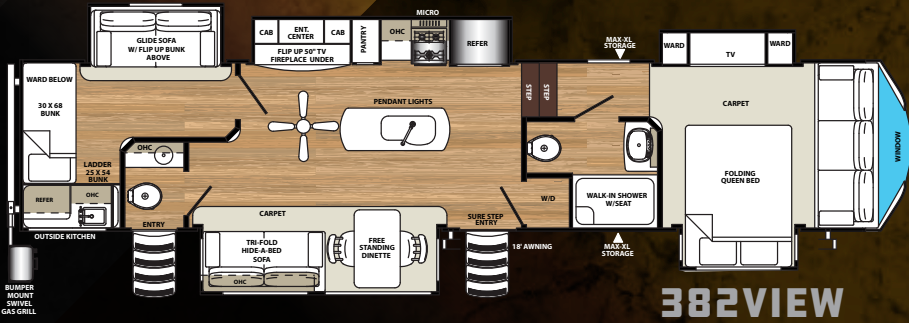 GLIDE SOFA
W/ FLIP UP BUNK
ABOVE
CAB
ENT.
CENTER
CAB
FLIP UP 50" TV
FIREPLACE UNDER
PANTRY
OHC
MICRO
REFER
MAX-XL
STORAGE
WARD
TV
WARD
WARD BELOW
30 X 68
BUNK
PENDANT LIGHTS
STEP
STEP
CARPET
WINDOW
OHC
LADDER
25 X 54
BUNK
FOLDING
QUEEN BED
REFER
OHC
W/D
WALK-IN SHOWER
W/SEAT
OUTSIDE KITCHEN
ENTRY
CARPET
SURE STEP
ENTRY
TRI-FOLD
HIDE-A-BED
SOFA
OHC
FREE
STANDING
DINETTE
18' AWNING
MAX-XL
STORAGE
BUMPER
MOUNT
SWIVEL
GAS GRILL
382VIEW